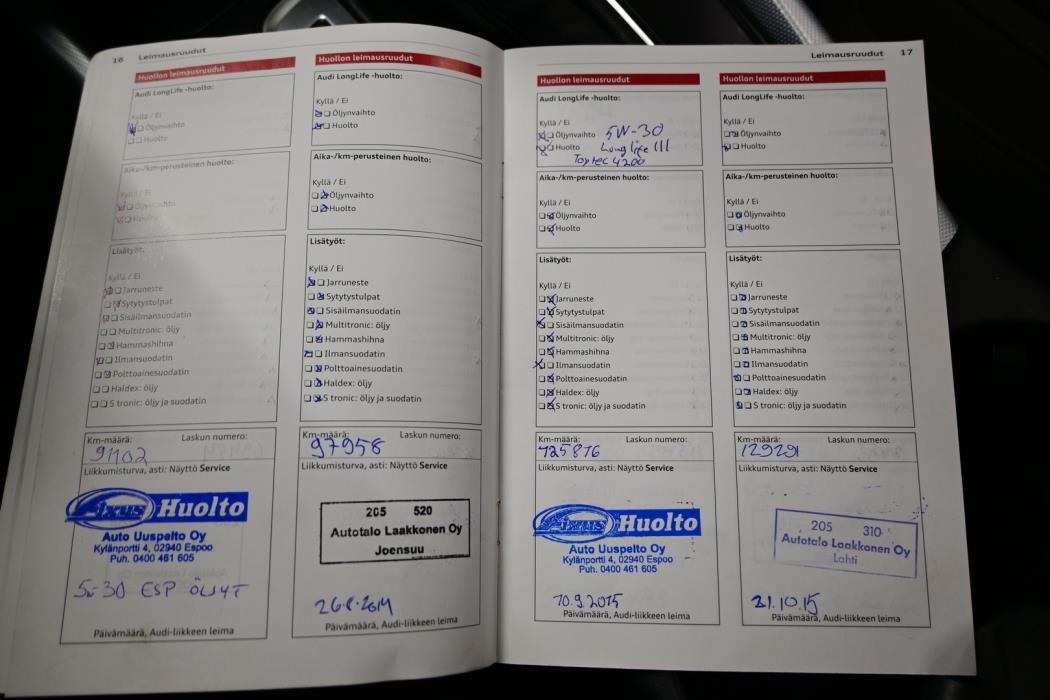 16
Leimausruudut
Huollon leimausruudut
Audi LongLife -huolto:
Kyllä / Ei
Öljynvaihto
Huolto
Aika-/km-perusteinen huolto:
Kyllä / Ei
Öljynvaihto
Huolto
Lisätyöt:
Kyllä / Ei
Jarruneste
Sytytystulpat
Sisäilmansuodatin
Multitronic: öljy
Hammashihna
Ilmansuodatin
Polttoainesuodatin
Haldex: öljy
S tronic: öljy ja suodatin
Km-määrä: Laskun numero:
91102
Liikkumisturva, asti: Näyttö Service
Fixus Huolto
Auto Uuspelto Oy
Kylänportti 4, 02940 Espoo
Puh. 0400 461 605
5w-30 ESP ÖLJYT
Päivämäärä, Audi-liikkeen leima
Huollon leimausruudut
Audi LongLife -huolto:
Kyllä / Ei
Öljynvaihto
Huolto
Aika-/km-perusteinen huolto:
Kyllä / Ei
Öljynvaihto
Huolto
Lisätyöt:
Kyllä / Ei
Jarruneste
Sytytystulpat
Sisäilmansuodatin
Multitronic: öljy
Hammashihna
Ilmansuodatin
Polttoainesuodatin
Haldex: öljy
S tronic: öljy ja suodatin
Km-määrä: Laskun numero:
97958
Liikkumisturva, asti: Näyttö Service
205 520
Autotalo Laakkonen Oy
Joensuu
26.8.2014
Päivämäärä, Audi-liikkeen leima
Leimausruudut 17
Huollon leimausruudut
Audi LongLife -huolto:
Kyllä / Ei
Öljynvaihto 5W-30
Huolto Long life III
Toptec 4200
Aika-/km-perusteinen huolto:
Kyllä / Ei
Öljynvaihto
Huolto
Lisätyöt:
Kyllä / Ei
Jarruneste
Sytytystulpat
Sisäilmansuodatin
Multitronic: öljy
Hammashihna
Ilmansuodatin
Polttoainesuodatin
Haldex: öljy
S tronic: öljy ja suodatin
Km-määrä: Laskun numero:
125876
Liikkumisturva, asti: Näyttö Service
Fixus Huolto
Auto Uuspelto Oy
Kylänportti 4, 02940 Espoo
Puh. 0400 461 605
10.9.2015
Päivämäärä, Audi-liikkeen leima
Huollon leimausruudut
Audi LongLife -huolto:
Kyllä / Ei
Öljynvaihto
Huolto
Aika-/km-perusteinen huolto:
Kyllä / Ei
Öljynvaihto
Huolto
Lisätyöt:
Kyllä / Ei
Jarruneste
Sytytystulpat
Sisäilmansuodatin
Multitronic: öljy
Hammashihna
Ilmansuodatin
Polttoainesuodatin
Haldex: öljy
S tronic: öljy ja suodatin
Km-määrä: Laskun numero:
129291
Liikkumisturva, asti: Näyttö Service
205 310
Autotalo Laakkonen Oy
Lahti
21.10.15
Päivämäärä, Audi-liikkeen leima